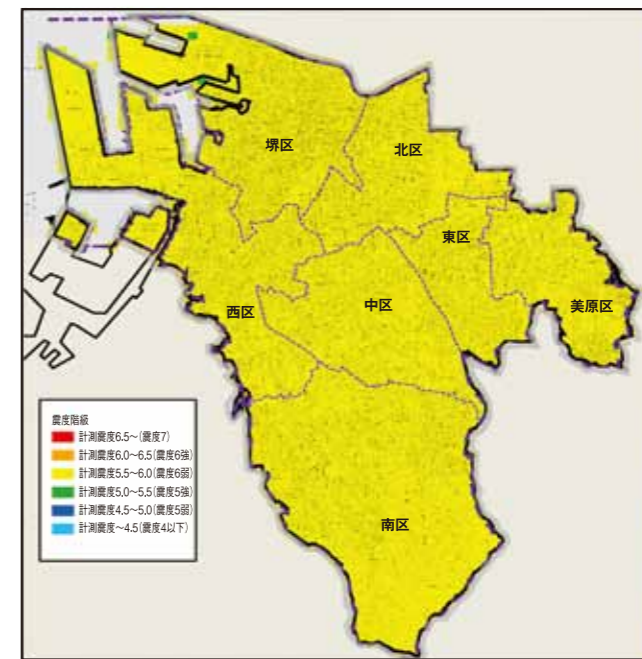 堺区
北区
東区
美原区
西区
中区
南区
震度階級
計測震度6.5～(震度7)
計測震度6.0～6.5(震度6強)
計測震度5.5～6.0(震度6弱)
計測震度5.0～5.5(震度5強)
計測震度4.5～5.0(震度5弱)
計測震度～4.5(震度4以下)